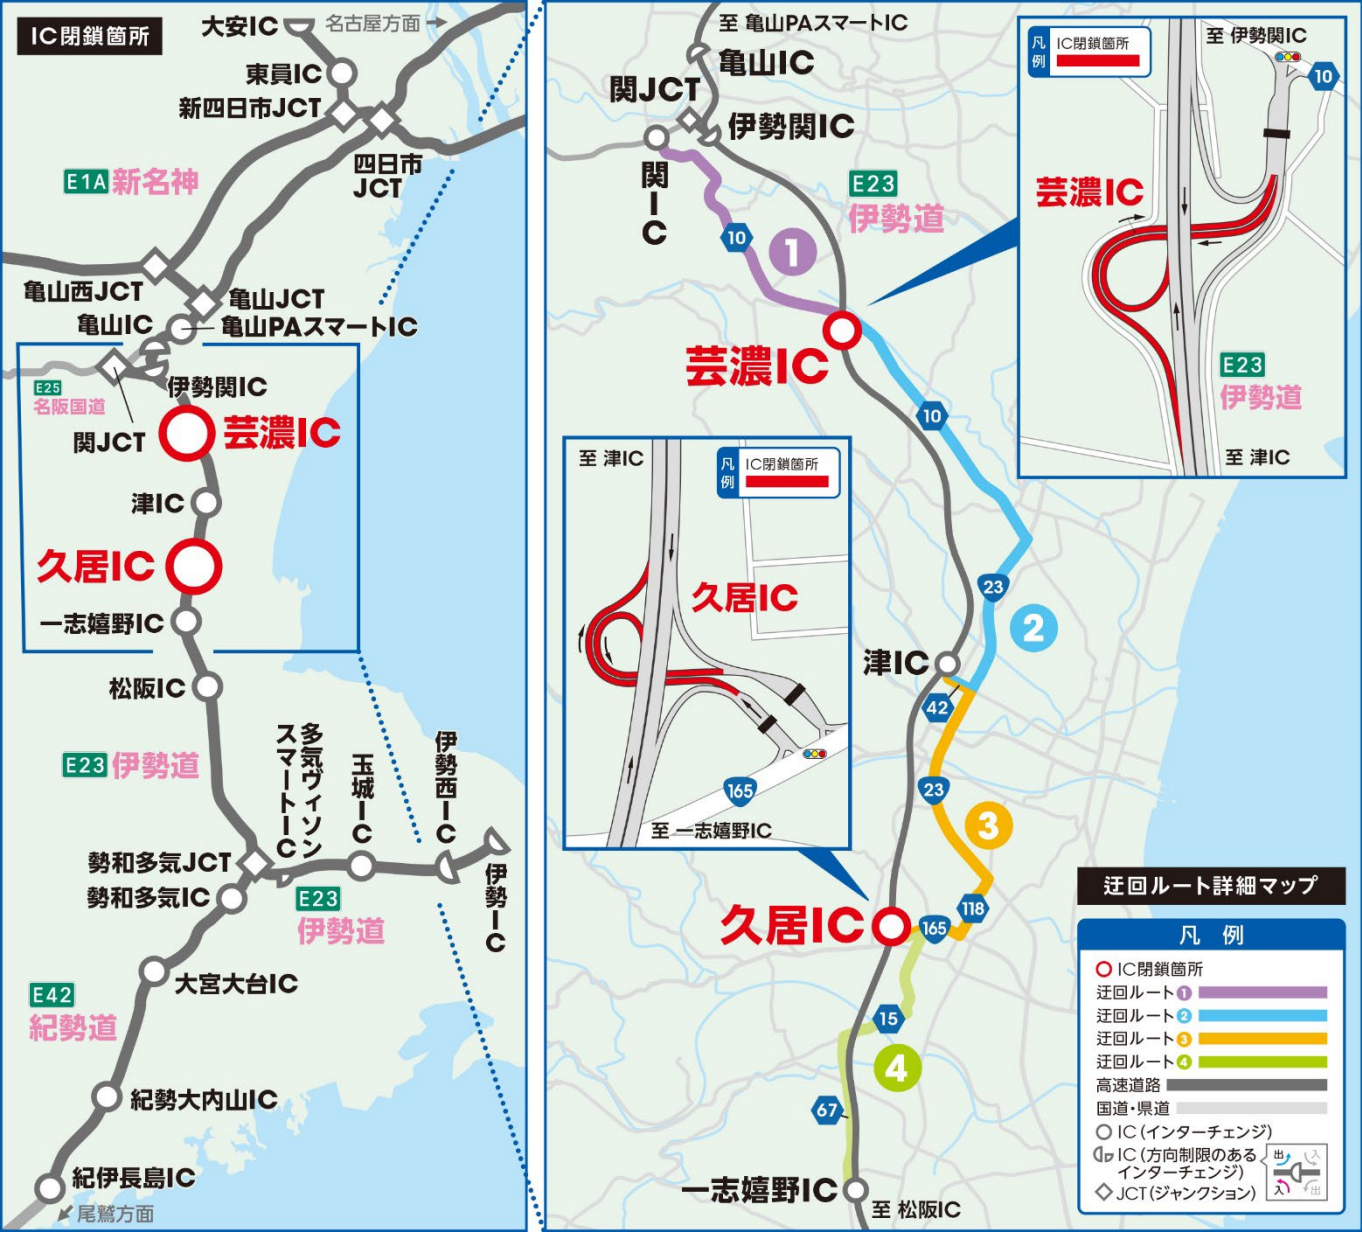 IC閉鎖箇所
大安IC
名古屋方面
東員IC
新四日市JCT
四日市
JCT
E1A 新名神
亀山西JCT
亀山JCT
亀山IC
亀山PAスマートIC
伊勢関IC
E25
名阪国道
関JCT
芸濃IC
津IC
久居IC
一志嬉野IC
松阪IC
E23 伊勢道
多気ヴィソン
スマートIC
玉城IC
伊勢西IC
伊勢IC
勢和多気JCT
勢和多気IC
E23
伊勢道
大宮大台IC
E42
紀勢道
紀勢大内山IC
紀伊長島IC
尾鷲方面
至 亀山PAスマートIC
亀山IC
関JCT
伊勢関IC
関IC
E23
伊勢道
10
1
芸濃IC
10
23
2
津IC
42
23
3
118
久居IC
165
15
4
67
一志嬉野IC
至 松阪IC
凡例
IC閉鎖箇所
至 伊勢関IC
10
芸濃IC
E23
伊勢道
至 津IC
至 津IC
凡例
IC閉鎖箇所
久居IC
165
至 一志嬉野IC
迂回ルート詳細マップ
凡 例
IC閉鎖箇所
迂回ルート1
迂回ルート2
迂回ルート3
迂回ルート4
高速道路
国道・県道
IC(インターチェンジ)
IC(方向制限のある
インターチェンジ)
JCT(ジャンクション)
出
入
入
出